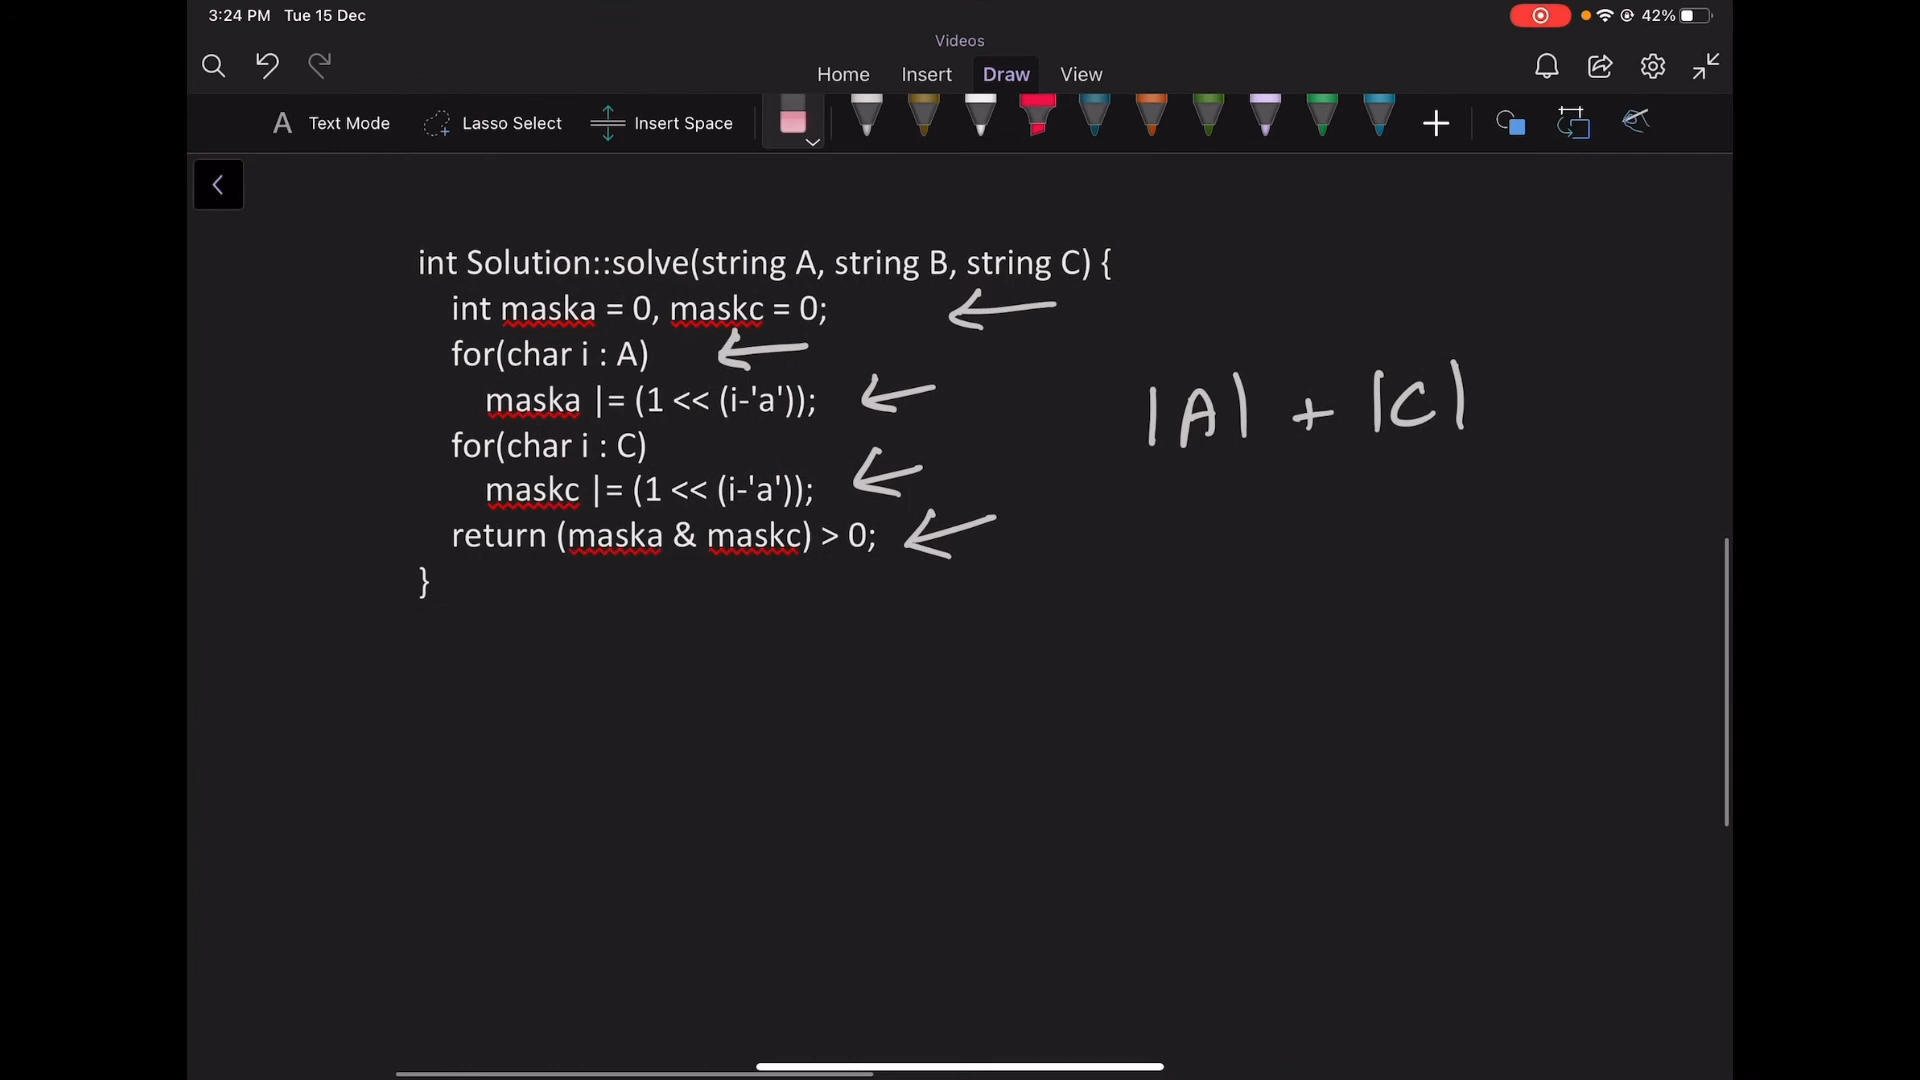 3:24 PM Tue 15 Dec
42%
Videos
Home Insert Draw View
A Text Mode Lasso Select Insert Space
int Solution::solve(string A, string B, string C) {
int maska = 0, maskc = 0;
for(char i : A)
maska |= (1 << (i-'a'));
for(char i : C)
maskc |= (1 << (i-'a'));
return (maska & maskc) > 0;
}
|A| + |C|